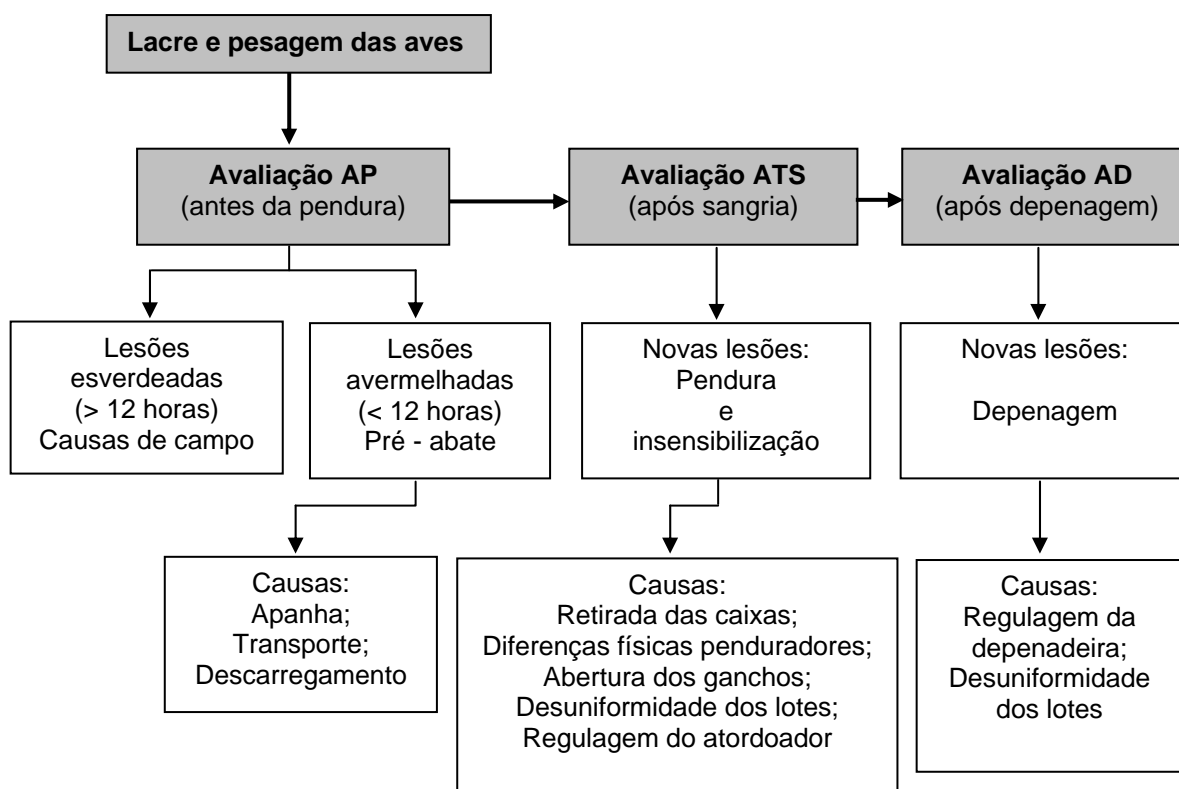 Lacre e pesagem das aves
Avaliação AP
(antes da pendura)
Avaliação ATS
(após sangria)
Avaliação AD
(após depenagem)
Lesões
esverdeadas
(> 12 horas)
Causas de campo
Lesões
avermelhadas
(< 12 horas)
Pré - abate
Novas lesões:
Pendura
e
insensibilização
Novas lesões:
Depenagem
Causas:
Apanha;
Transporte;
Descarregamento
Causas:
Retirada das caixas;
Diferenças físicas penduradores;
Abertura dos ganchos;
Desuniformidade dos lotes;
Regulagem do atordoador
Causas:
Regulagem da
depenadeira;
Desuniformidade
dos lotes